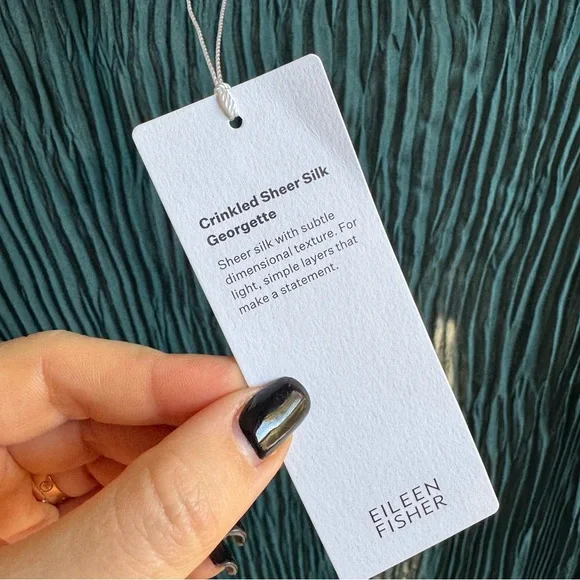 Crinkled Sheer Silk
Georgette
Sheer silk with subtle
dimensional texture. For
light, simple layers that
make a statement.
EILEEN
FISHER